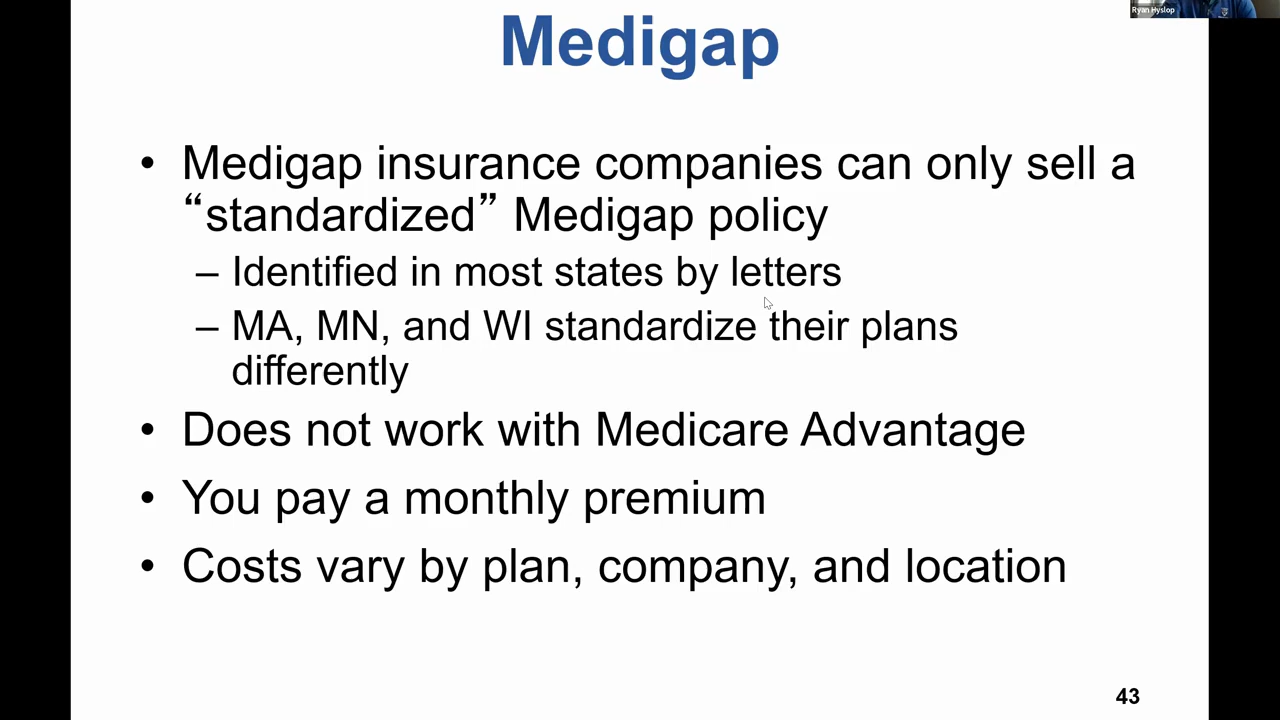 Ryan Hyslop
Medigap
• Medigap insurance companies can only sell a
“standardized” Medigap policy
– Identified in most states by letters
– MA, MN, and WI standardize their plans
differently
• Does not work with Medicare Advantage
• You pay a monthly premium
• Costs vary by plan, company, and location
43